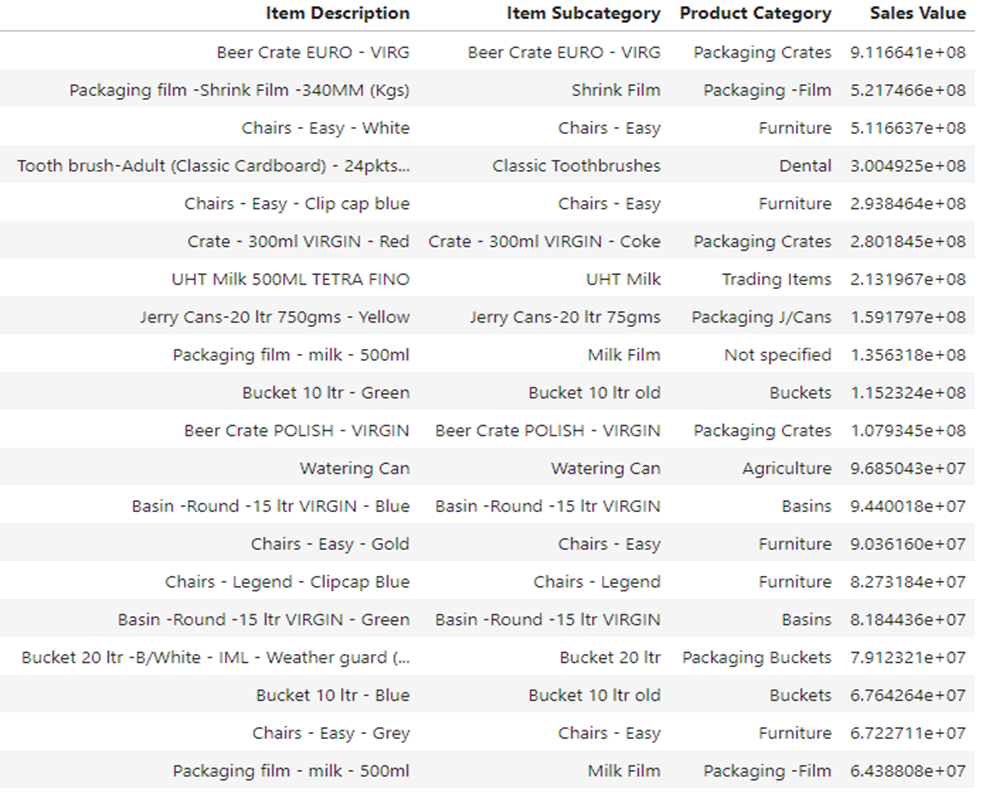 Item Description Item Subcategory Product Category Sales Value
Beer Crate EURO - VIRG Beer Crate EURO - VIRG Packaging Crates 9.116641e+08
Packaging film -Shrink Film -340MM (Kgs) Shrink Film Packaging -Film 5.217466e+08
Chairs - Easy - White Chairs - Easy Furniture 5.116637e+08
Tooth brush-Adult (Classic Cardboard) - 24pkts... Classic Toothbrushes Dental 3.004925e+08
Chairs - Easy - Clip cap blue Chairs - Easy Furniture 2.938464e+08
Crate - 300ml VIRGIN - Red Crate - 300ml VIRGIN - Coke Packaging Crates 2.801845e+08
UHT Milk 500ML TETRA FINO UHT Milk Trading Items 2.131967e+08
Jerry Cans-20 ltr 750gms - Yellow Jerry Cans-20 ltr 75gms Packaging J/Cans 1.591797e+08
Packaging film - milk - 500ml Milk Film Not specified 1.356318e+08
Bucket 10 ltr - Green Bucket 10 ltr old Buckets 1.152324e+08
Beer Crate POLISH - VIRGIN Beer Crate POLISH - VIRGIN Packaging Crates 1.079345e+08
Watering Can Watering Can Agriculture 9.685043e+07
Basin -Round -15 ltr VIRGIN - Blue Basin -Round -15 ltr VIRGIN Basins 9.440018e+07
Chairs - Easy - Gold Chairs - Easy Furniture 9.036160e+07
Chairs - Legend - Clipcap Blue Chairs - Legend Furniture 8.273184e+07
Basin -Round -15 ltr VIRGIN - Green Basin -Round -15 ltr VIRGIN Basins 8.184436e+07
Bucket 20 ltr -B/White - IML - Weather guard (... Bucket 20 ltr Packaging Buckets 7.912321e+07
Bucket 10 ltr - Blue Bucket 10 ltr old Buckets 6.764264e+07
Chairs - Easy - Grey Chairs - Easy Furniture 6.722711e+07
Packaging film - milk - 500ml Milk Film Packaging -Film 6.438808e+07